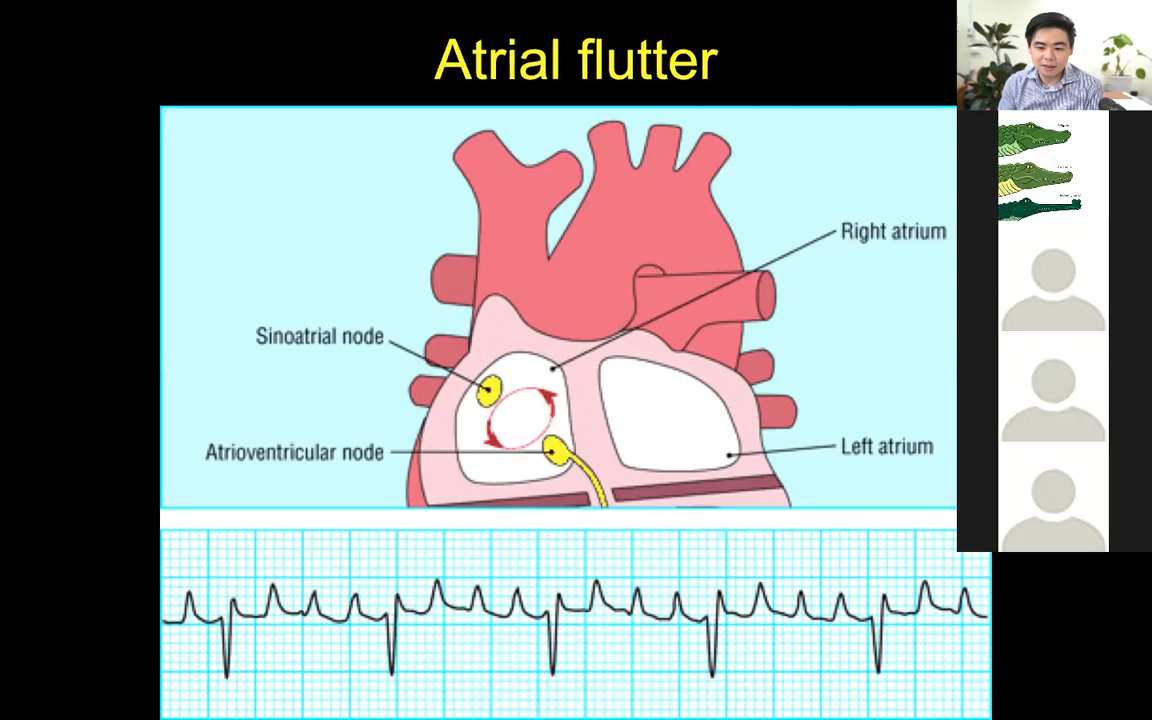 Atrial flutter
Right atrium
Sinoatrial node
Atrioventricular node
Left atrium